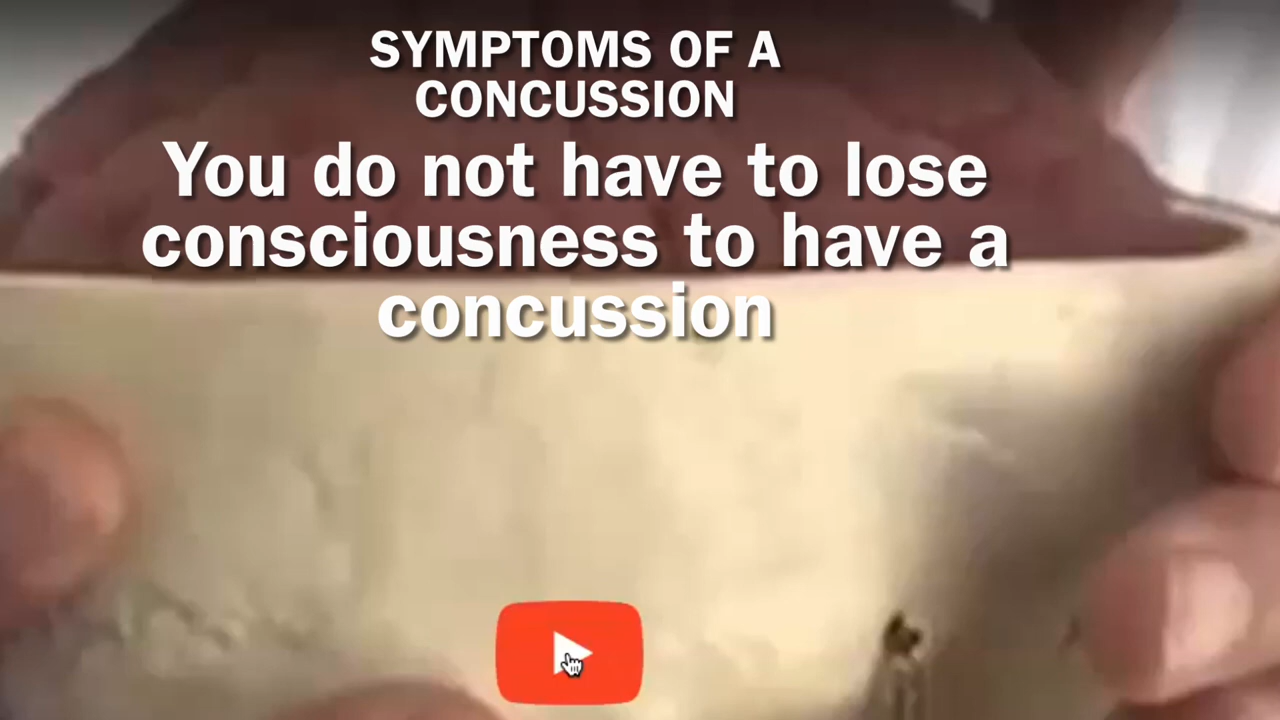 SYMPTOMS OF A
CONCUSSION
You do not have to lose
consciousness to have a
concussion